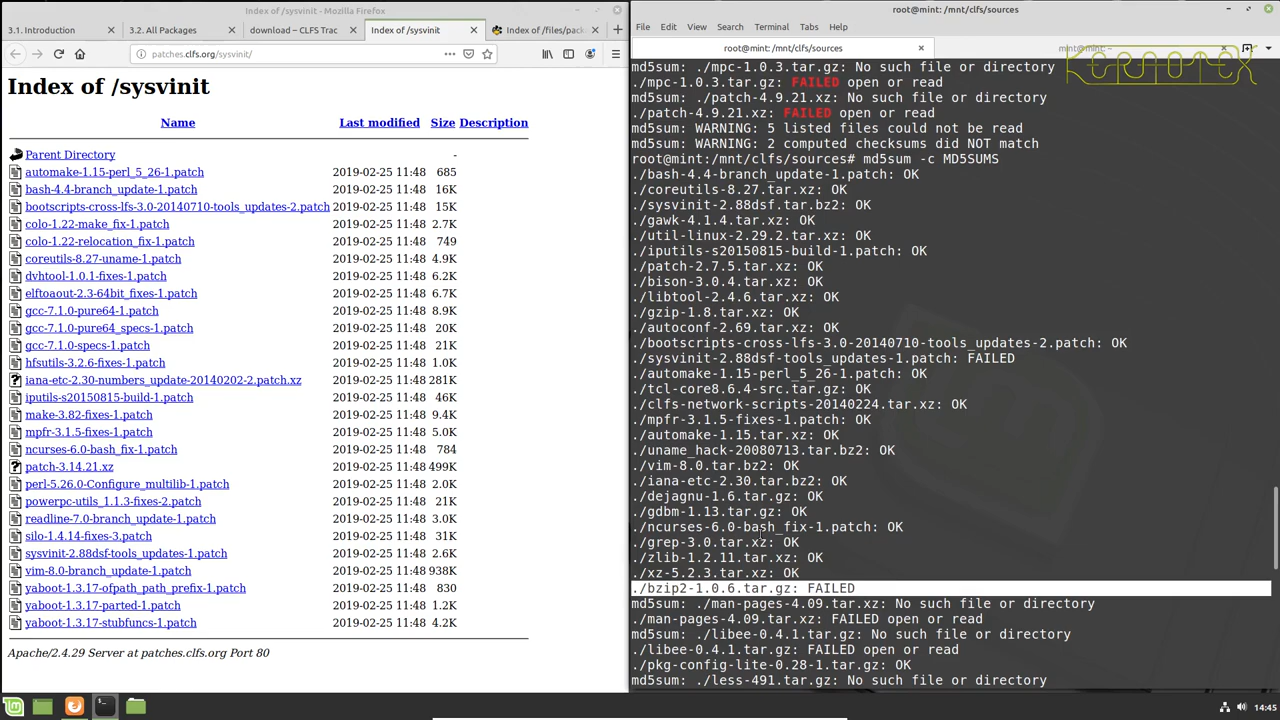 Index of /sysvinit - Mozilla Firefox
3.1. Introduction
3.2. All Packages
download – CLFS Trac
Index of /sysvinit
Index of /files/pack
patches.clfs.org/sysvinit/
Index of /sysvinit
Name Last modified Size Description
Parent Directory -
automake-1.15-perl_5_26-1.patch 2019-02-25 11:48 685
bash-4.4-branch_update-1.patch 2019-02-25 11:48 16K
bootscripts-cross-lfs-3.0-20140710-tools_updates-2.patch 2019-02-25 11:48 15K
colo-1.22-make_fix-1.patch 2019-02-25 11:48 2.7K
colo-1.22-relocation_fix-1.patch 2019-02-25 11:48 749
coreutils-8.27-uname-1.patch 2019-02-25 11:48 4.9K
dvhtool-1.0.1-fixes-1.patch 2019-02-25 11:48 6.2K
elftoaout-2.3-64bit_fixes-1.patch 2019-02-25 11:48 6.7K
gcc-7.1.0-pure64-1.patch 2019-02-25 11:48 8.9K
gcc-7.1.0-pure64_specs-1.patch 2019-02-25 11:48 20K
gcc-7.1.0-specs-1.patch 2019-02-25 11:48 21K
hfsutils-3.2.6-fixes-1.patch 2019-02-25 11:48 1.0K
iana-etc-2.30-numbers_update-20140202-2.patch.xz 2019-02-25 11:48 281K
iputils-s20150815-build-1.patch 2019-02-25 11:48 46K
make-3.82-fixes-1.patch 2019-02-25 11:48 9.4K
mpfr-3.1.5-fixes-1.patch 2019-02-25 11:48 5.0K
ncurses-6.0-bash_fix-1.patch 2019-02-25 11:48 784
patch-3.14.21.xz 2019-02-25 11:48 499K
perl-5.26.0-Configure_multilib-1.patch 2019-02-25 11:48 2.0K
powerpc-utils_1.1.3-fixes-2.patch 2019-02-25 11:48 21K
readline-7.0-branch_update-1.patch 2019-02-25 11:48 3.0K
silo-1.4.14-fixes-3.patch 2019-02-25 11:48 31K
sysvinit-2.88dsf-tools_updates-1.patch 2019-02-25 11:48 2.6K
vim-8.0-branch_update-1.patch 2019-02-25 11:48 938K
yaboot-1.3.17-ofpath_path_prefix-1.patch 2019-02-25 11:48 830
yaboot-1.3.17-parted-1.patch 2019-02-25 11:48 1.2K
yaboot-1.3.17-stubfuncs-1.patch 2019-02-25 11:48 4.2K
Apache/2.4.29 Server at patches.clfs.org Port 80
root@mint: /mnt/clfs/sources
File Edit View Search Terminal Tabs Help
root@mint: /mnt/clfs/sources
mint@mint: ~
md5sum: ./mpc-1.0.3.tar.gz: No such file or directory
./mpc-1.0.3.tar.gz: FAILED open or read
md5sum: ./patch-4.9.21.xz: No such file or directory
./patch-4.9.21.xz: FAILED open or read
md5sum: WARNING: 5 listed files could not be read
md5sum: WARNING: 2 computed checksums did NOT match
root@mint:/mnt/clfs/sources# md5sum -c MD5SUMS
./bash-4.4-branch_update-1.patch: OK
./coreutils-8.27.tar.xz: OK
./sysvinit-2.88dsf.tar.bz2: OK
./gawk-4.1.4.tar.xz: OK
./util-linux-2.29.2.tar.xz: OK
./iputils-s20150815-build-1.patch: OK
./patch-2.7.5.tar.xz: OK
./bison-3.0.4.tar.xz: OK
./libtool-2.4.6.tar.xz: OK
./gzip-1.8.tar.xz: OK
./autoconf-2.69.tar.xz: OK
./bootscripts-cross-lfs-3.0-20140710-tools_updates-2.patch: OK
./sysvinit-2.88dsf-tools_updates-1.patch: FAILED
./automake-1.15-perl_5_26-1.patch: OK
./tcl-core8.6.4-src.tar.gz: OK
./clfs-network-scripts-20140224.tar.xz: OK
./mpfr-3.1.5-fixes-1.patch: OK
./automake-1.15.tar.xz: OK
./uname_hack-20080713.tar.bz2: OK
./vim-8.0.tar.bz2: OK
./iana-etc-2.30.tar.bz2: OK
./dejagnu-1.6.tar.gz: OK
./gdbm-1.13.tar.gz: OK
./ncurses-6.0-bash_fix-1.patch: OK
./grep-3.0.tar.xz: OK
./zlib-1.2.11.tar.xz: OK
./xz-5.2.3.tar.xz: OK
./bzip2-1.0.6.tar.gz: FAILED
md5sum: ./man-pages-4.09.tar.xz: No such file or directory
./man-pages-4.09.tar.xz: FAILED open or read
md5sum: ./libee-0.4.1.tar.gz: No such file or directory
./libee-0.4.1.tar.gz: FAILED open or read
./pkg-config-lite-0.28-1.tar.gz: OK
md5sum: ./less-491.tar.gz: No such file or directory
14:45